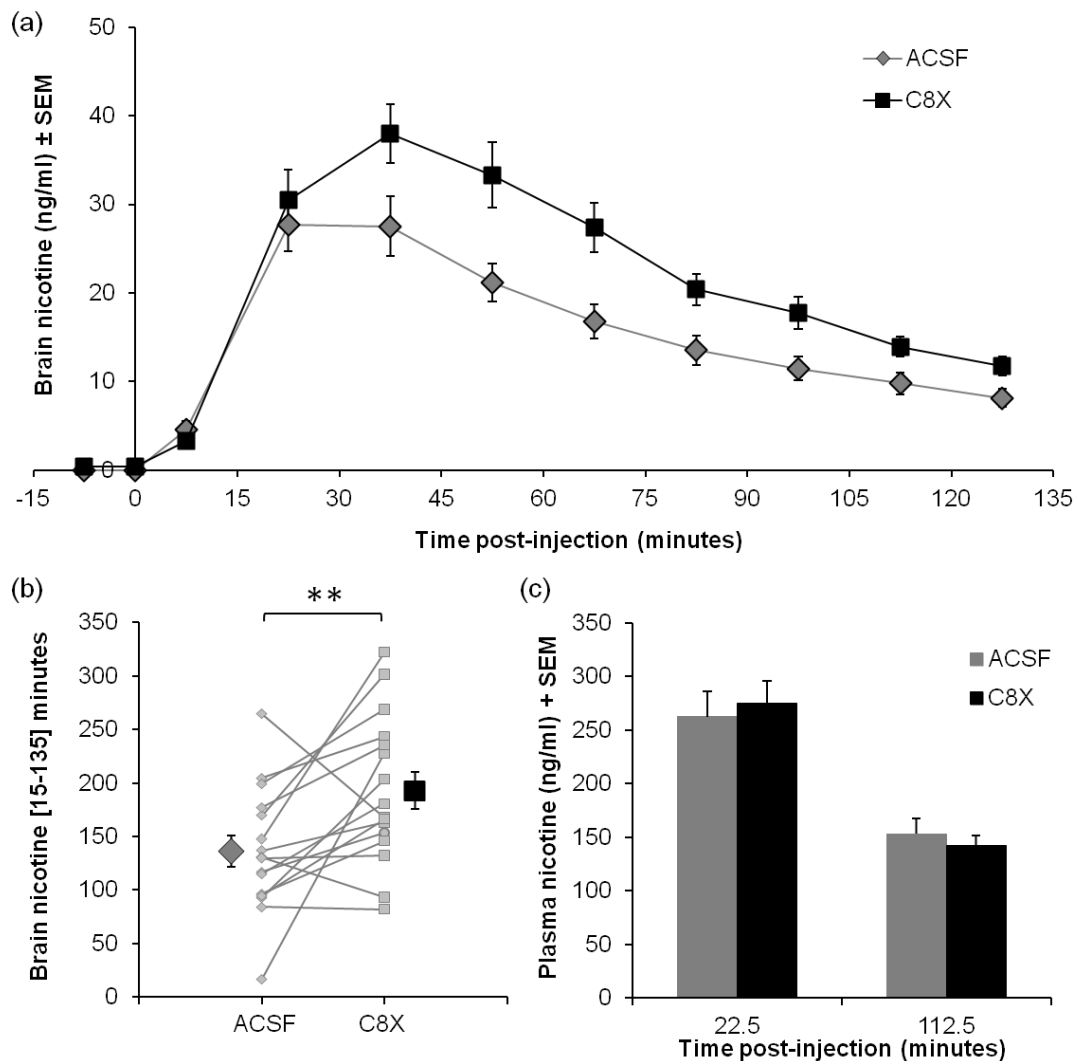 (a)
Brain nicotine (ng/ml) ± SEM
50
40
30
20
10
0
-15 0 15 30 45 60 75 90 105 120 135
Time post-injection (minutes)
ACSF
C8X
(b)
Brain nicotine [15-135] minutes
350
300
250
200
150
100
50
0
**
ACSF C8X
(c)
Plasma nicotine (ng/ml) + SEM
350
300
250
200
150
100
50
0
ACSF
C8X
22.5 112.5
Time post-injection (minutes)